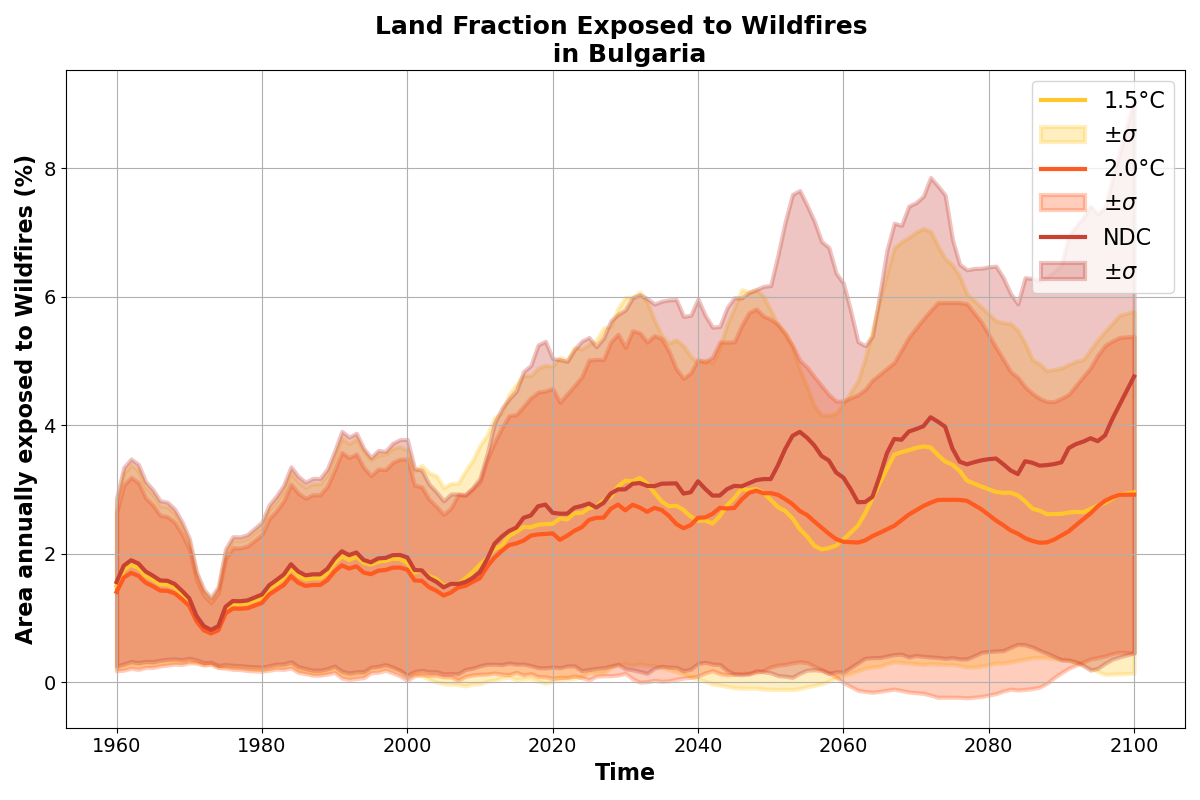 Land Fraction Exposed to Wildfires
in Bulgaria
Area annually exposed to Wildfires (%)
8
6
4
2
0
1.5°C
±σ
2.0°C
±σ
NDC
±σ
1960 1980 2000 2020 2040 2060 2080 2100
Time